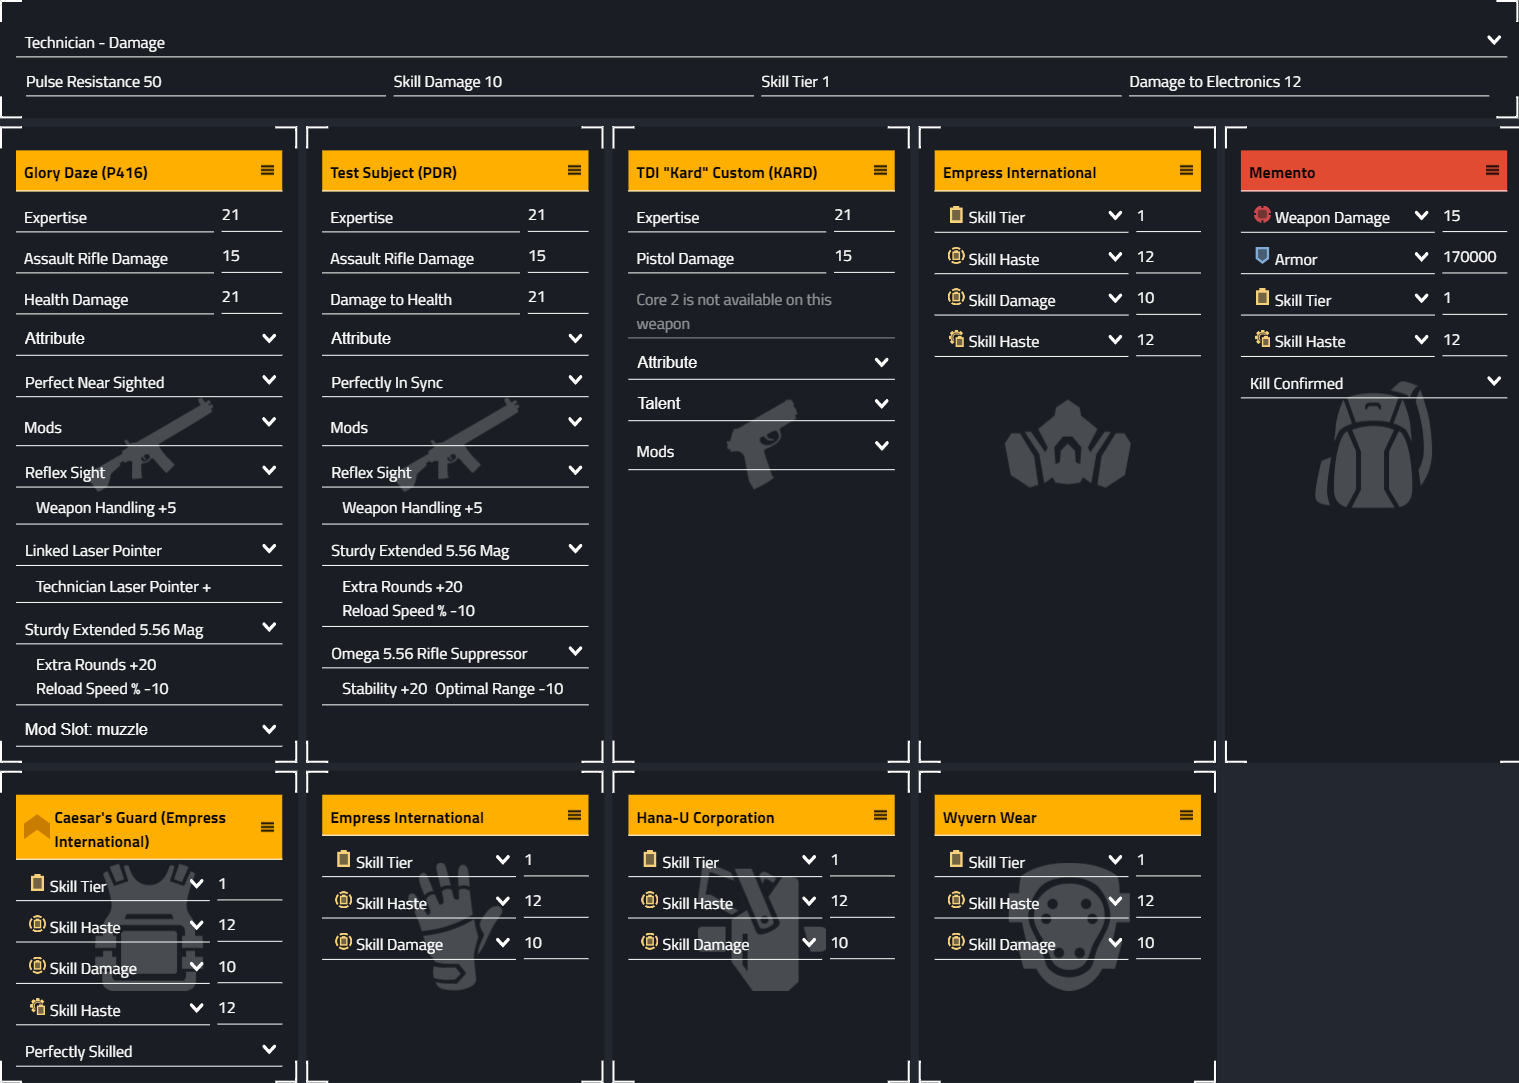 Technician - Damage
Pulse Resistance 50
Skill Damage 10
Skill Tier 1
Damage to Electronics 12
Glory Daze (P416)
Expertise 21
Assault Rifle Damage 15
Health Damage 21
Attribute
Perfect Near Sighted
Mods
Reflex Sight
Weapon Handling +5
Linked Laser Pointer
Technician Laser Pointer +
Sturdy Extended 5.56 Mag
Extra Rounds +20
Reload Speed % -10
Mod Slot: muzzle
Test Subject (PDR)
Expertise 21
Assault Rifle Damage 15
Damage to Health 21
Attribute
Perfectly In Sync
Mods
Reflex Sight
Weapon Handling +5
Sturdy Extended 5.56 Mag
Extra Rounds +20
Reload Speed % -10
Omega 5.56 Rifle Suppressor
Stability +20 Optimal Range -10
TDI "Kard" Custom (KARD)
Expertise 21
Pistol Damage 15
Core 2 is not available on this
weapon
Attribute
Talent
Mods
Empress International
Skill Tier 1
Skill Haste 12
Skill Damage 10
Skill Haste 12
Memento
Weapon Damage 15
Armor 170000
Skill Tier 1
Skill Haste 12
Kill Confirmed
Caesar's Guard (Empress
International)
Skill Tier 1
Skill Haste 12
Skill Damage 10
Skill Haste 12
Perfectly Skilled
Empress International
Skill Tier 1
Skill Haste 12
Skill Damage 10
Hana-U Corporation
Skill Tier 1
Skill Haste 12
Skill Damage 10
Wyvern Wear
Skill Tier 1
Skill Haste 12
Skill Damage 10